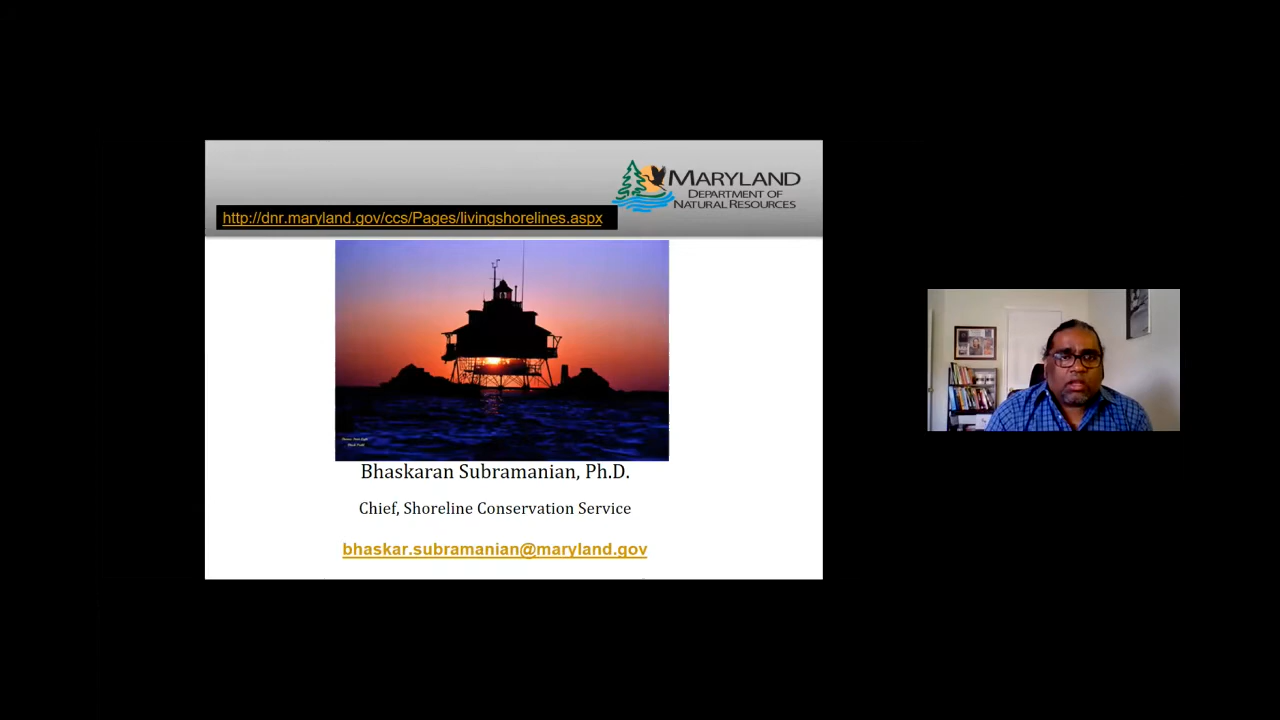 MARYLAND
DEPARTMENT OF
NATURAL RESOURCES
http://dnr.maryland.gov/ccs/Pages/livingshorelines.aspx
Bhaskaran Subramanian, Ph.D.
Chief, Shoreline Conservation Service
bhaskar.subramanian@maryland.gov